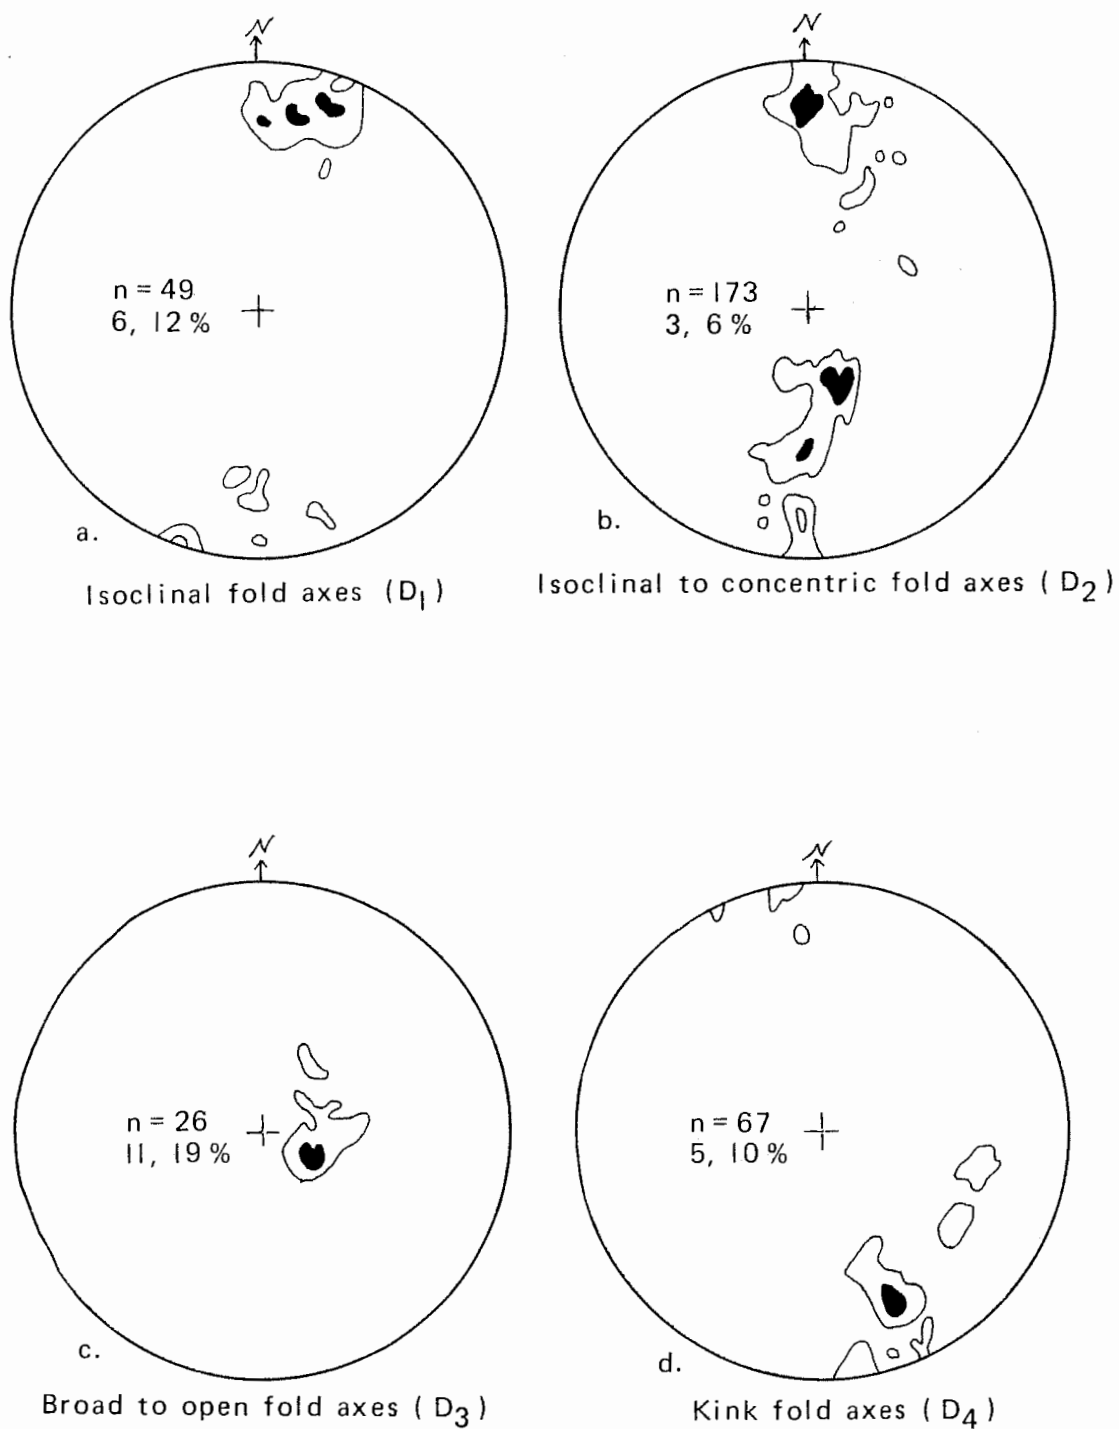 N
n = 49
6, 12 %
a.
Isoclinal fold axes (D1)
N
n = 173
3, 6 %
b.
Isoclinal to concentric fold axes ( D2)
N
n = 26
11, 19 %
c.
Broad to open fold axes ( D3)
N
n = 67
5, 10 %
d.
Kink fold axes ( D4)